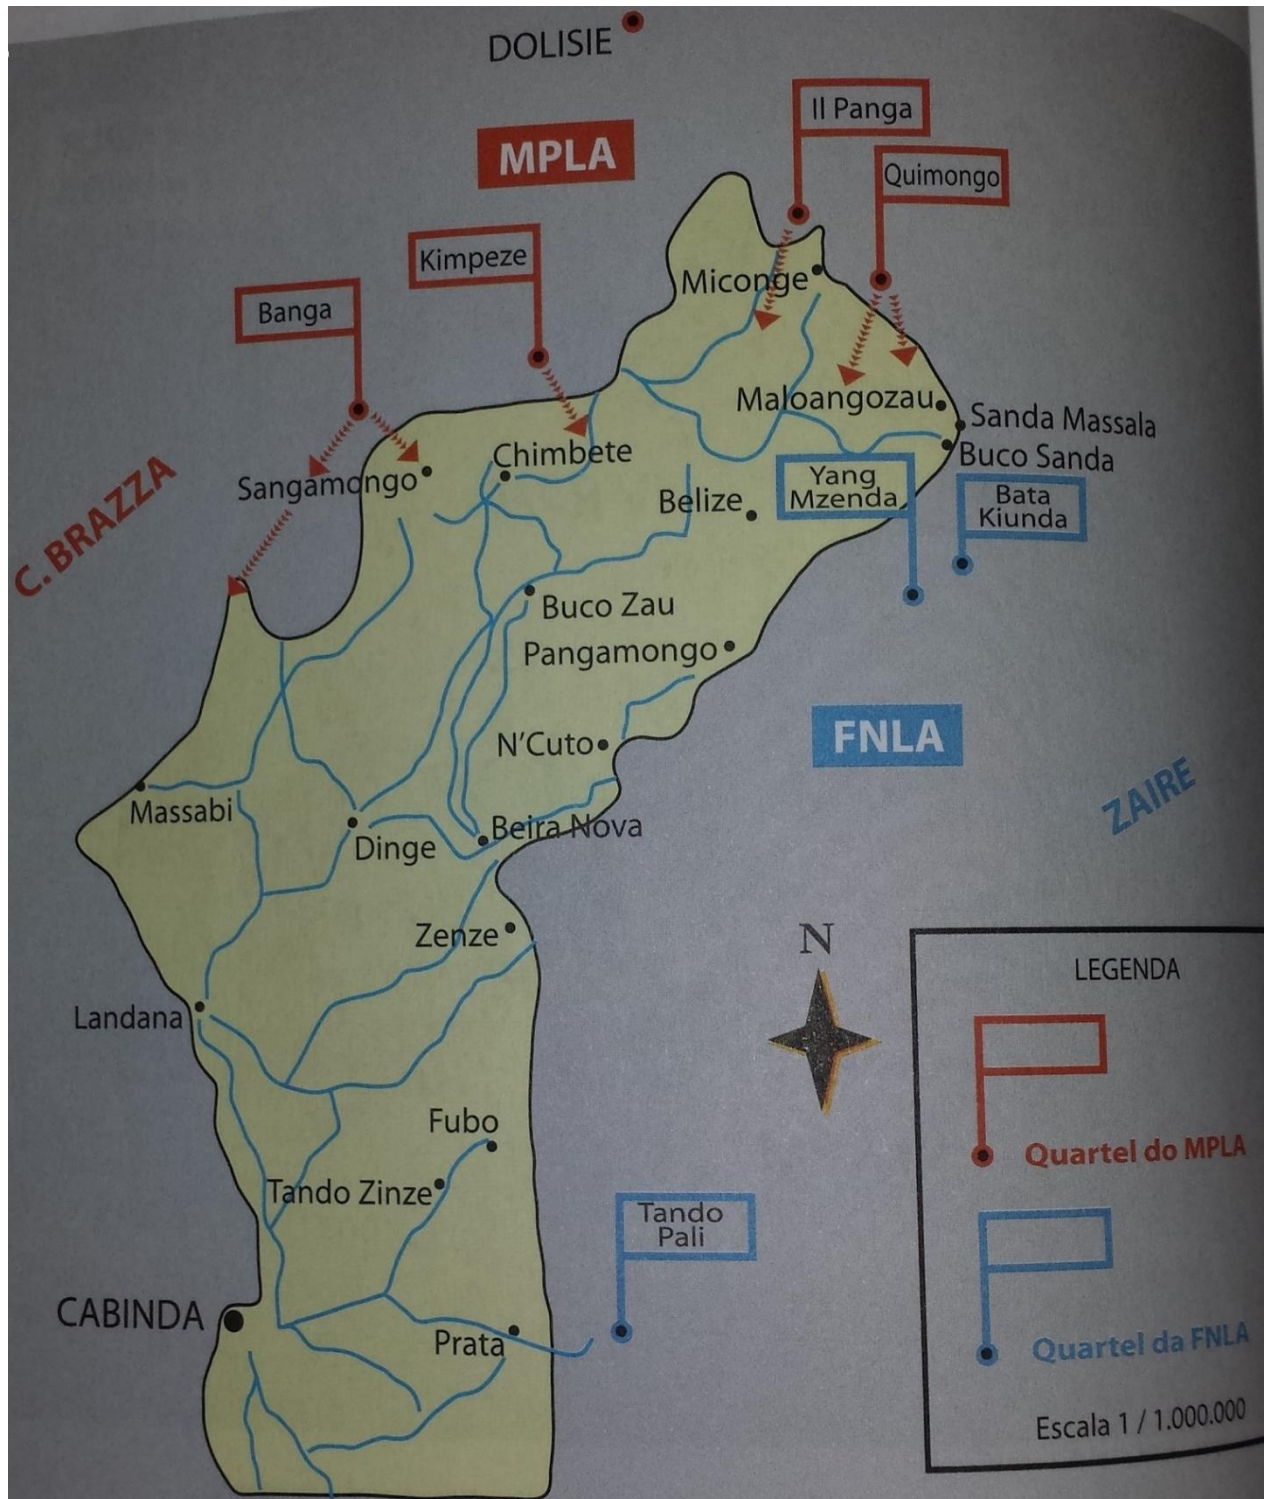 DOLISIE
Il Panga
MPLA
Quimongo
Kimpeze
Miconge
Banga
Maloangozau
Sanda Massala
Chimbete
Buco Sanda
Sangamongo
Yang
Mzenda
Belize
Bata
Kiunda
C. BRAZZA
Buco Zau
Pangamongo
FNLA
N'Cuto
ZAIRE
Massabi
Beira Nova
Dinge
Zenze
N
LEGENDA
Landana
Fubo
Quartel do MPLA
Tando Zinze
Tando
Pali
CABINDA
Prata
Quartel da FNLA
Escala 1 / 1.000.000